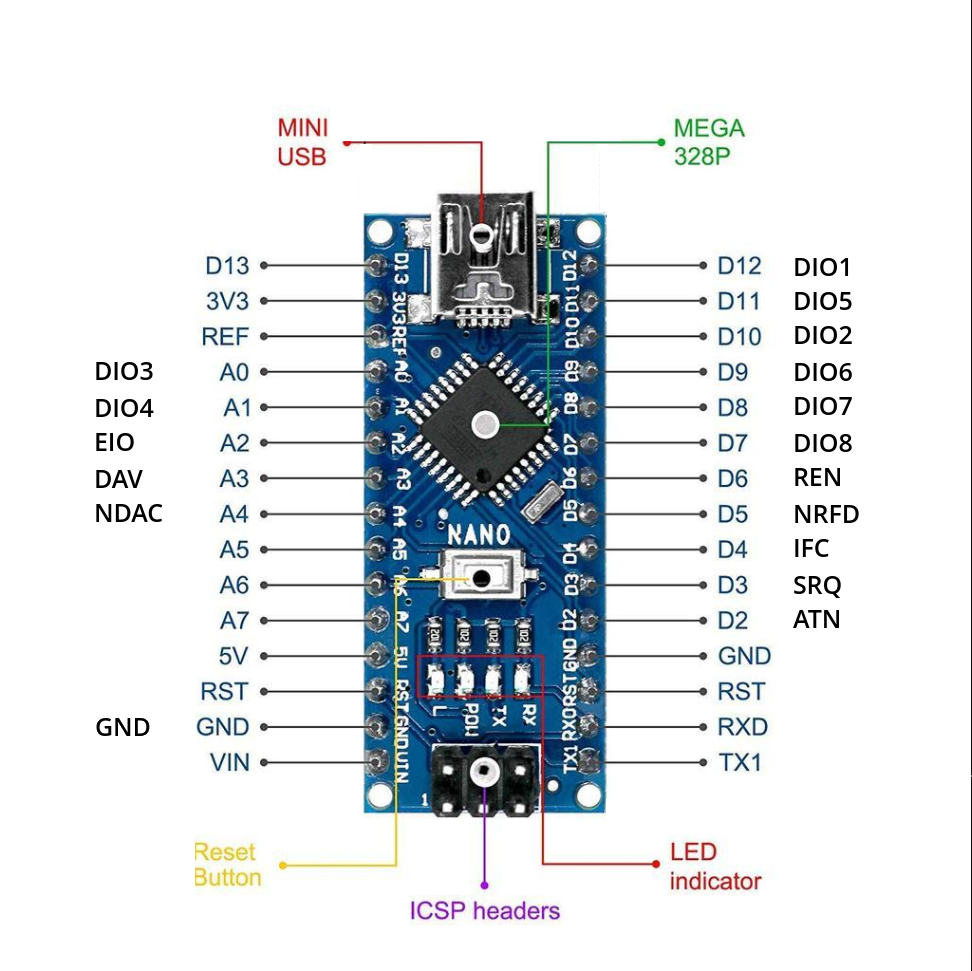 MINI
USB
MEGA
328P
D13
D12 DIO1
3V3
D11 DIO5
REF
D10 DIO2
DIO3 A0
D9 DIO6
DIO4 A1
D8 DIO7
EIO A2
D7 DIO8
DAV A3
D6 REN
NDAC A4
D5 NRFD
A5
D4 IFC
A6
D3 SRQ
A7
D2 ATN
5V
GND
RST
RST
GND GND
RXD
VIN
TX1
D13
3V3
REF
A0
A1
A2
A3
A4
A5
A7
5V
RST
GND
VIN
NANO
L
POW
TX
RX
1
D12
D11
D10
D9
D8
D7
D6
D5
D4
D3
D2
GND
RST
RX0
TX1
Reset
Button
LED
indicator
ICSP headers